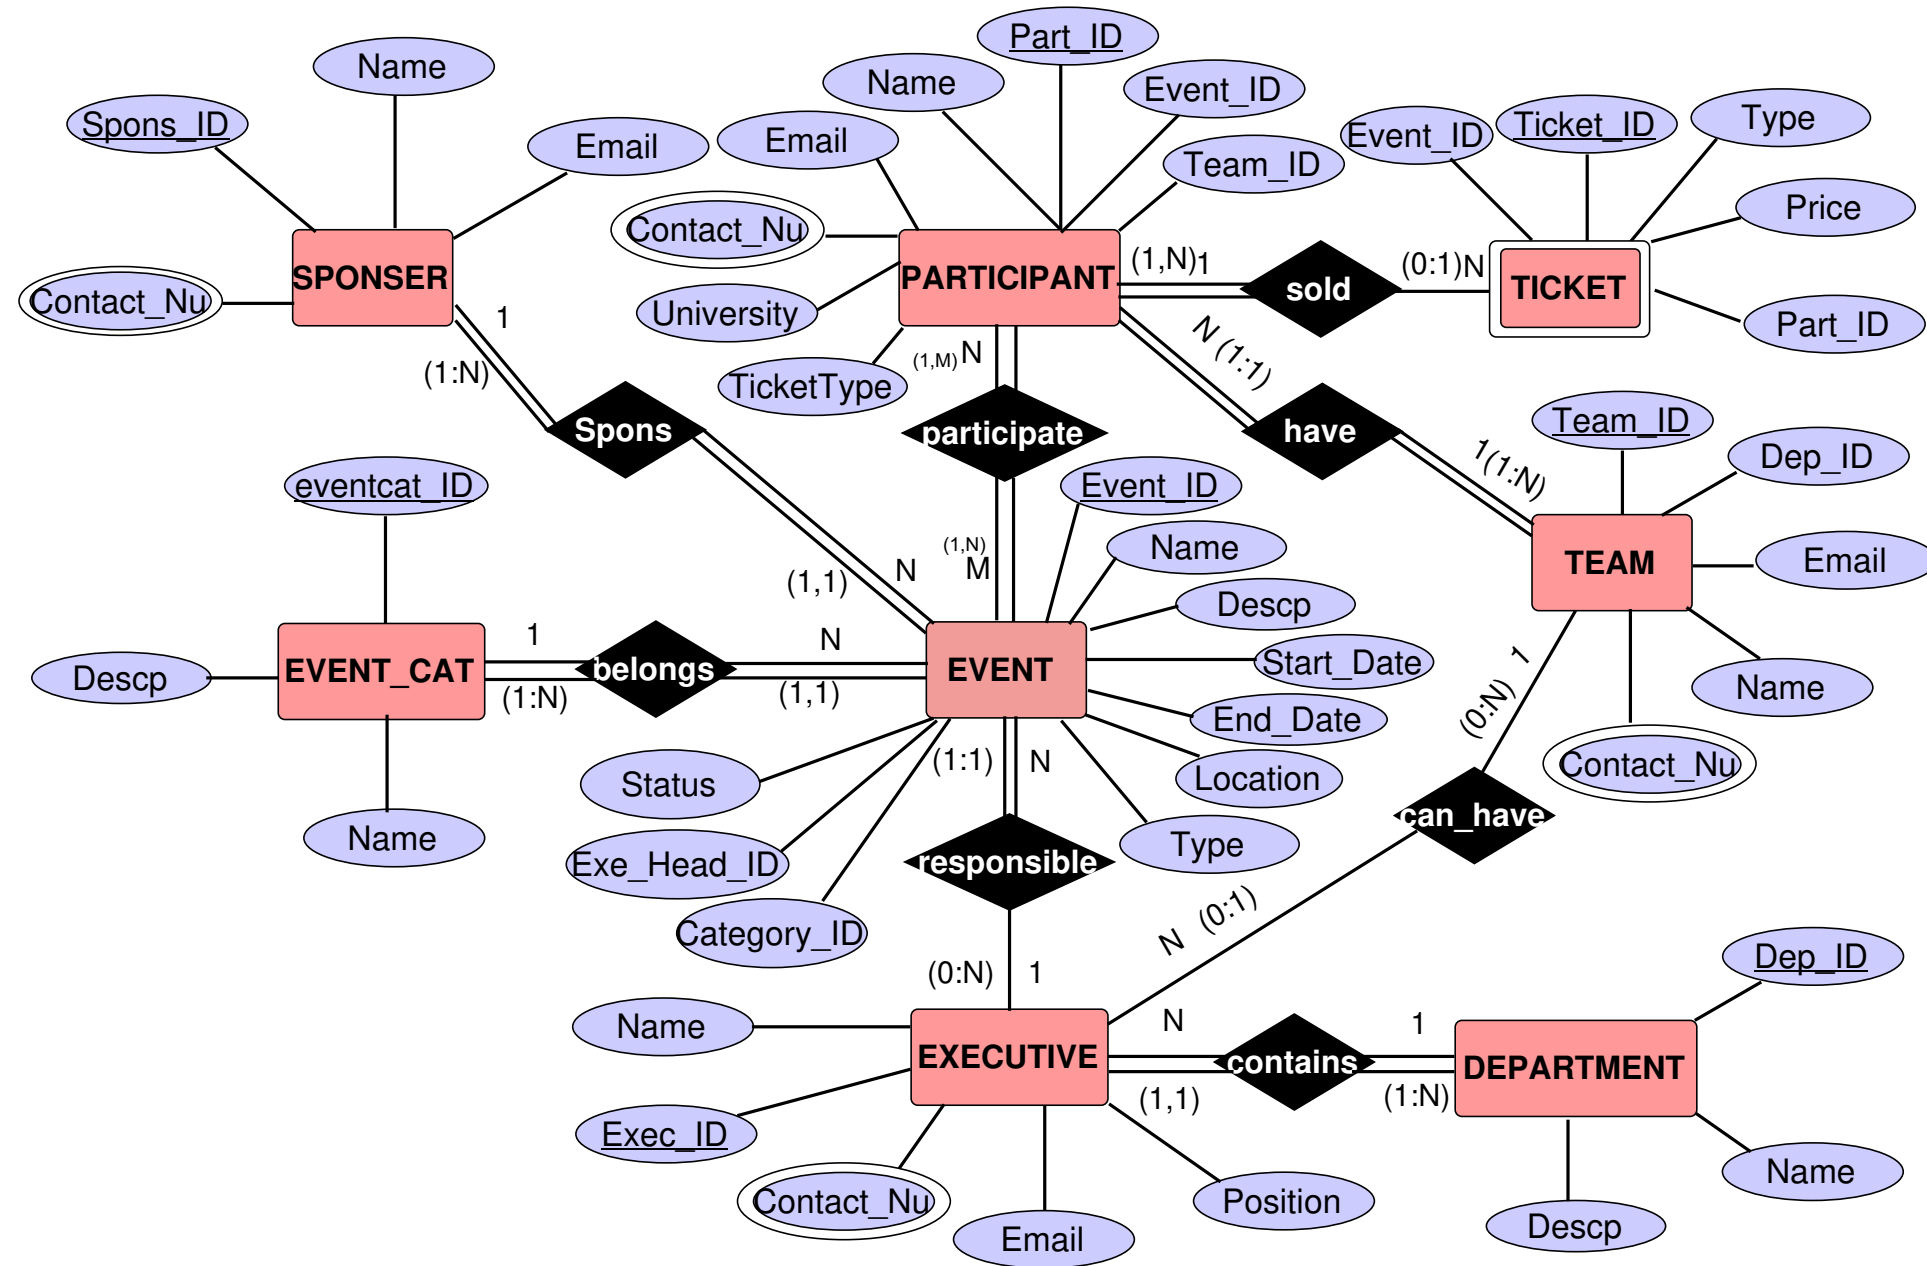 Part_ID
Name
Name
Event_ID
Spons_ID
Email
Email
Team_ID
Event_ID
Ticket_ID
Type
Price
Contact_Nu
SPONSER
Contact_Nu
PARTICIPANT
(1,N)1
sold
(0:1)N
TICKET
University
Part_ID
1
(1:N)
(1,M)N
N (1:1)
TicketType
Spons
participate
have
Team_ID
Dep_ID
1(1:N)
eventcat_ID
Event_ID
Name
(1,N)
M
N
(1,1)
Descp
TEAM
Email
1
N
Start_Date
Descp
EVENT_CAT
belongs
EVENT
(1:N)
(1,1)
End_Date
Name
(0:N) 1
Status
(1:1)
N
Location
Contact_Nu
Name
Type
can_have
Exe_Head_ID
responsible
Category_ID
N (0:1)
(0:N)
1
Dep_ID
Name
N
1
EXECUTIVE
contains
DEPARTMENT
(1,1)
(1:N)
Exec_ID
Contact_Nu
Position
Name
Email
Descp